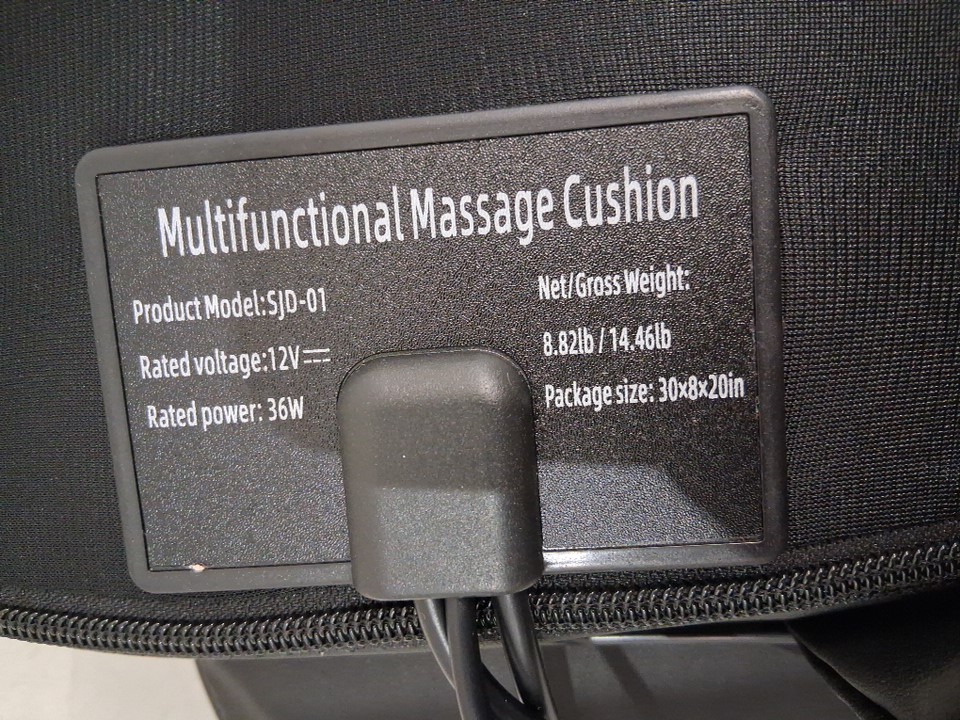 Multifunctional Massage Cushion
Product Model:SJD-01
Rated voltage:12V⎓
Rated power: 36W
Net/Gross Weight:
8.82lb / 14.46lb
Package size: 30×8×20in